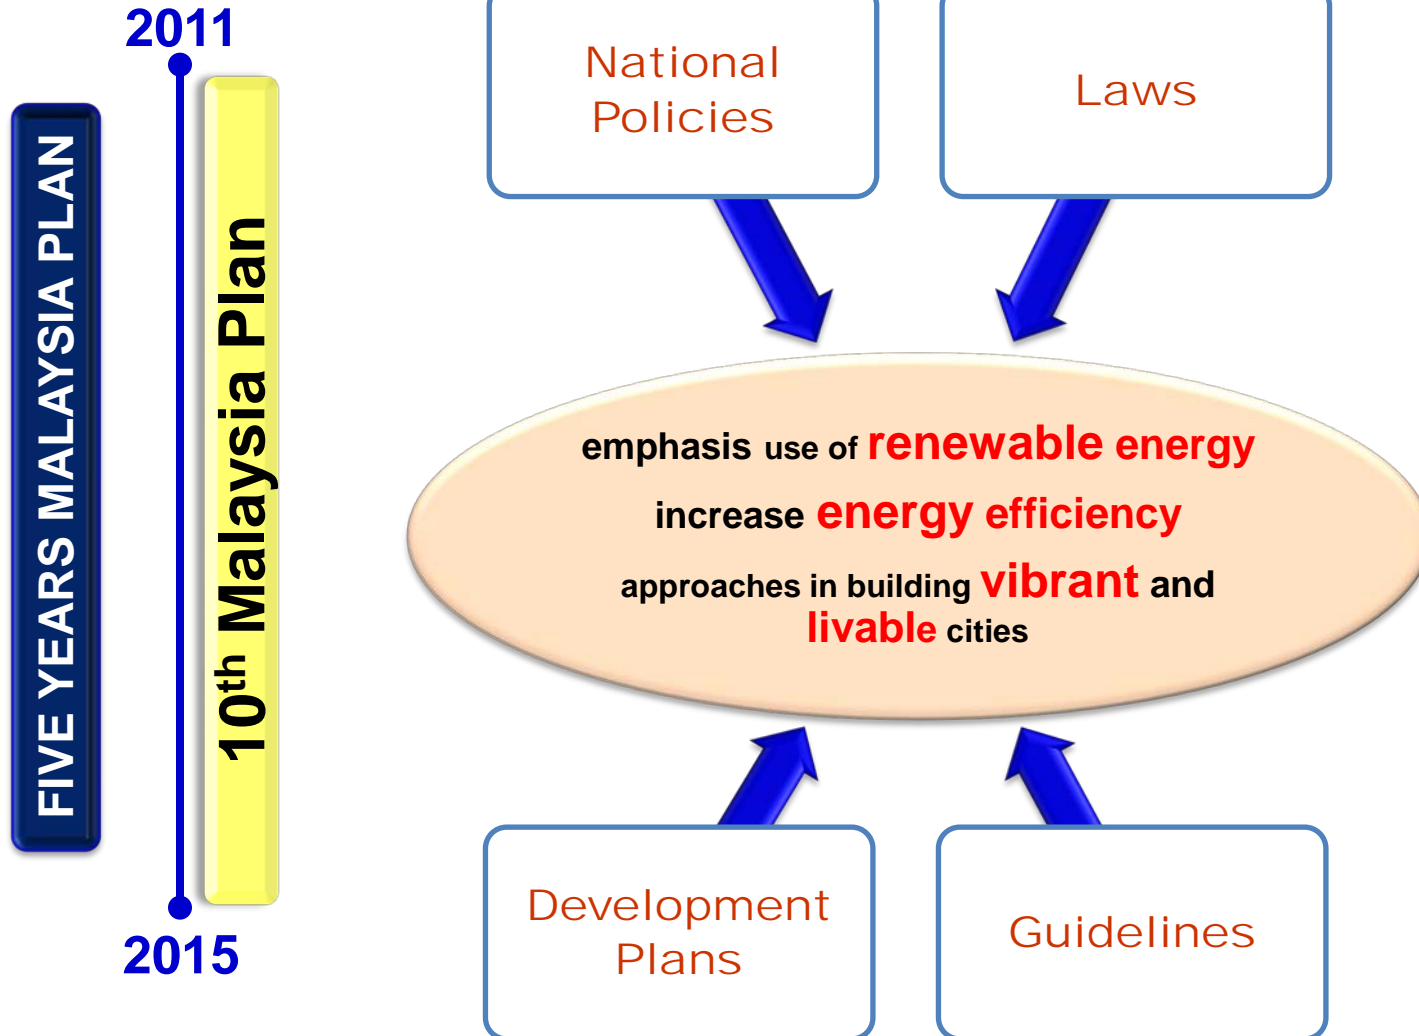 2011
FIVE YEARS MALAYSIA PLAN
10th Malaysia Plan
2015
National
Policies
Laws
emphasis use of renewable energy
increase energy efficiency
approaches in building vibrant and
livable cities
Development
Plans
Guidelines